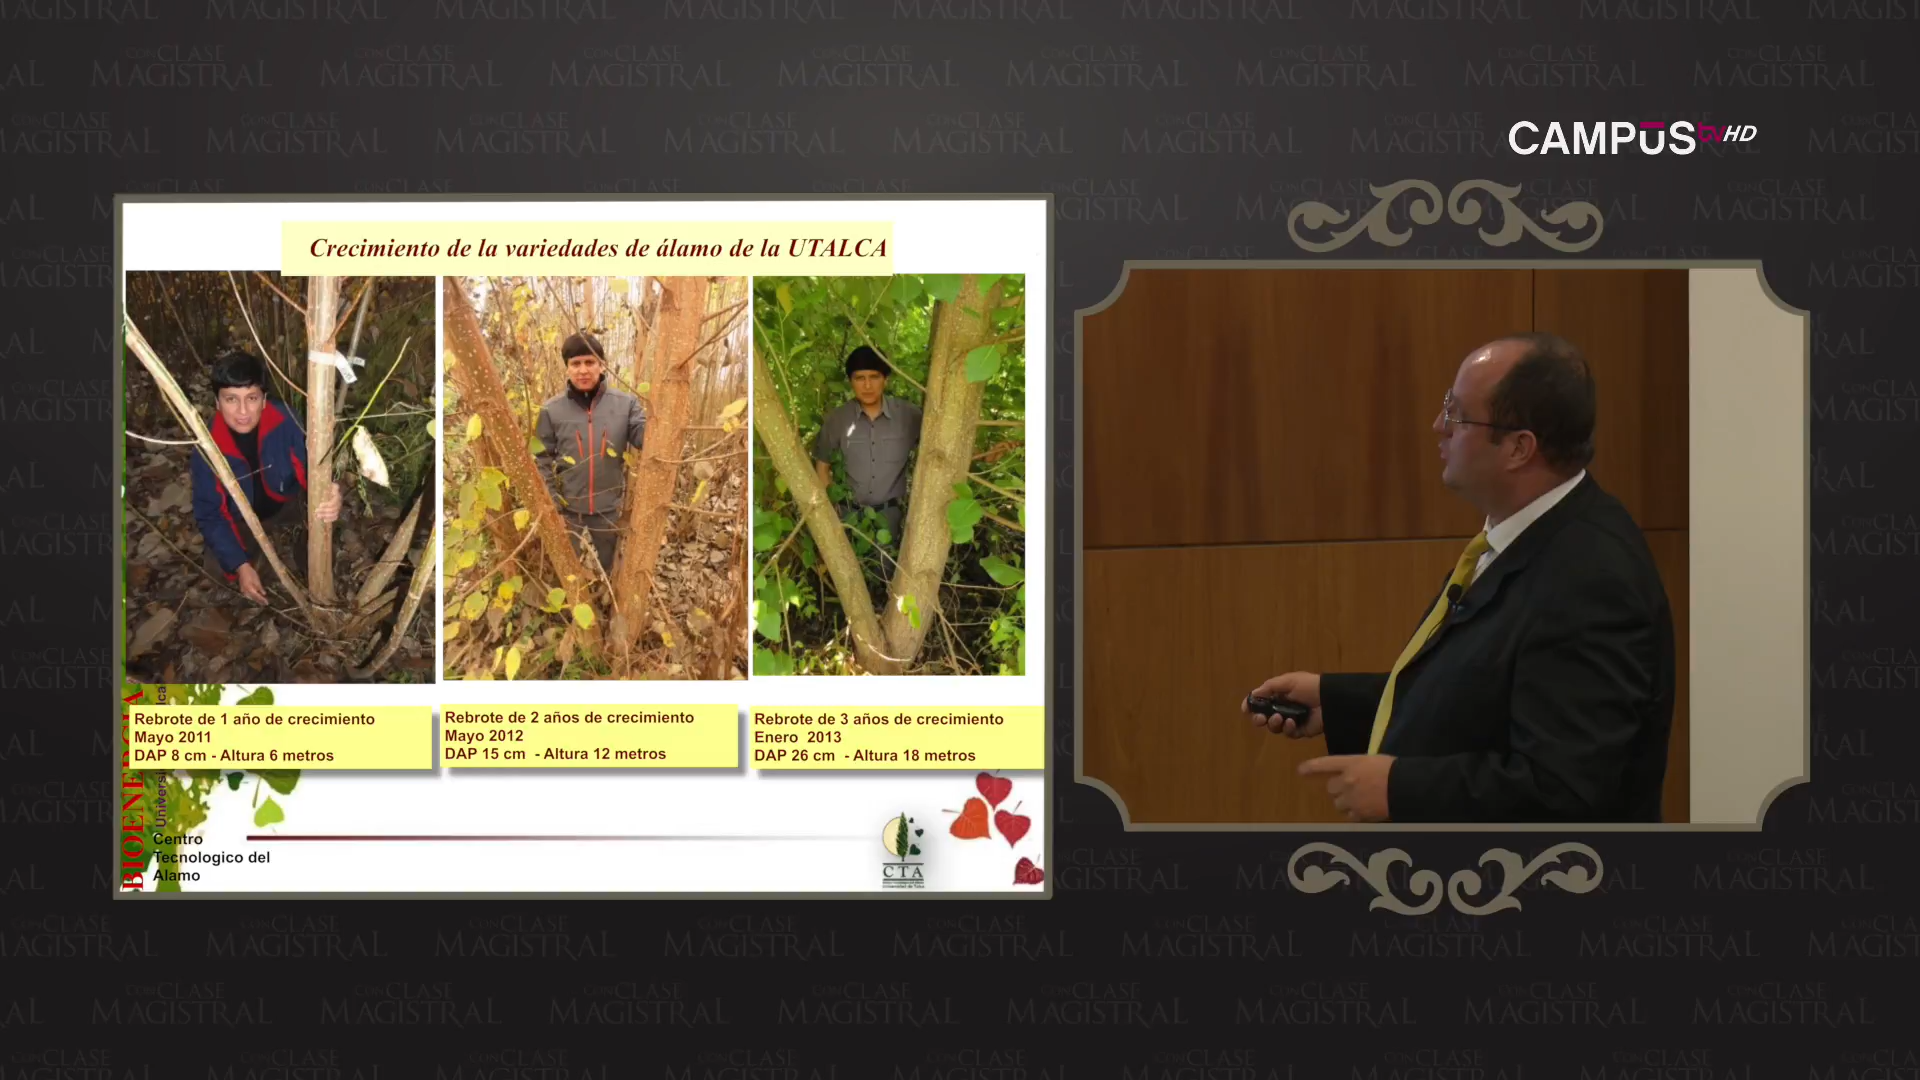 CAMPUS tv HD
Crecimiento de la variedades de álamo de la UTALCA
Rebrote de 1 año de crecimiento
Mayo 2011
DAP 8 cm - Altura 6 metros
Rebrote de 2 años de crecimiento
Mayo 2012
DAP 15 cm - Altura 12 metros
Rebrote de 3 años de crecimiento
Enero 2013
DAP 26 cm - Altura 18 metros
BIOENERGIA
Centro
Tecnologico del
Alamo
CTA
CON CLASE
MAGISTRAL